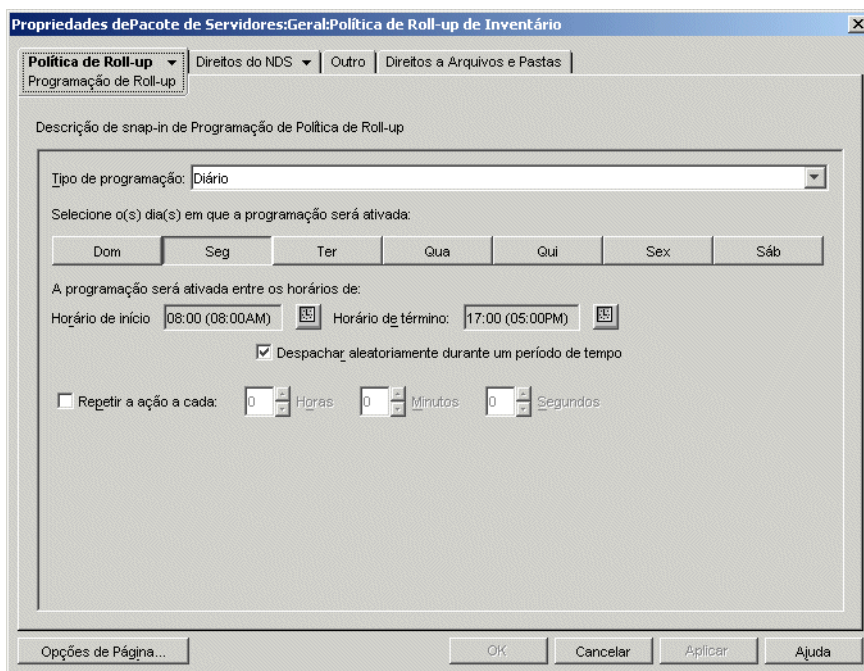 Propriedades dePacote de Servidores:Geral:Política de Roll-up de Inventário
Política de Roll-up Direitos do NDS Outro Direitos a Arquivos e Pastas
Programação de Roll-up
Descrição de snap-in de Programação de Política de Roll-up
Tipo de programação: Diário
Selecione o(s) dia(s) em que a programação será ativada:
Dom Seg Ter Qua Qui Sex Sáb
A programação será ativada entre os horários de:
Horário de início 08:00 (08:00AM) Horário de término: 17:00 (05:00PM)
Despachar aleatoriamente durante um período de tempo
Repetir a ação a cada: 0 Horas 0 Minutos 0 Segundos
Opções de Página... OK Cancelar Aplicar Ajuda